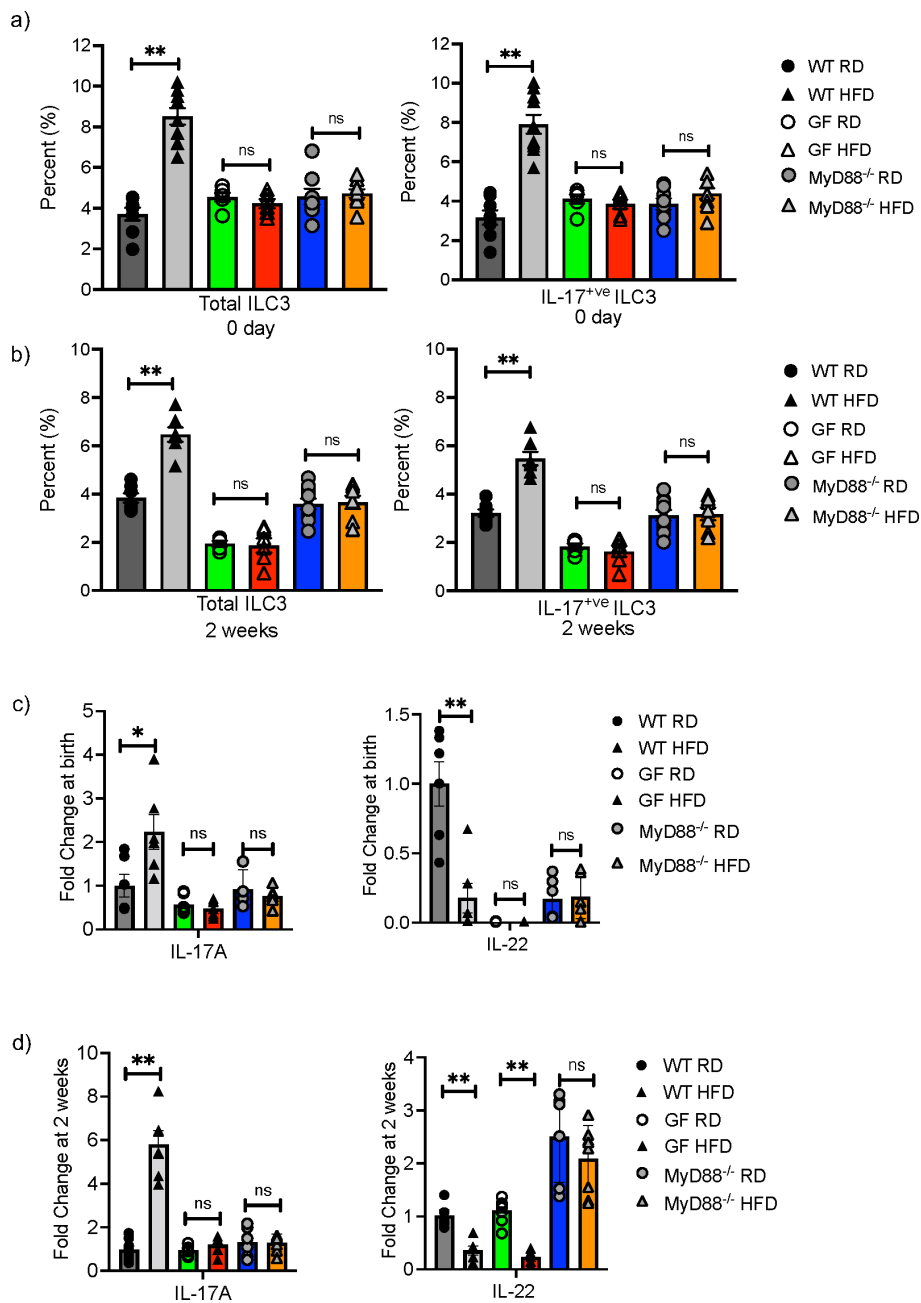 a)
12
10
8
6
4
2
0
Percent (%)
**
ns
ns
Total ILC3
0 day
12
10
8
6
4
2
0
Percent (%)
**
ns
ns
IL-17+ve ILC3
0 day
WT RD
WT HFD
GF RD
GF HFD
MyD88-/- RD
MyD88-/- HFD
b)
10
8
6
4
2
0
Percent (%)
**
ns
ns
Total ILC3
2 weeks
10
8
6
4
2
0
Percent (%)
**
ns
ns
IL-17+ve ILC3
2 weeks
WT RD
WT HFD
GF RD
GF HFD
MyD88-/- RD
MyD88-/- HFD
c)
5
4
3
2
1
0
Fold Change at birth
*
ns
ns
IL-17A
1.5
1.0
0.5
0.0
Fold Change at birth
**
ns
ns
IL-22
WT RD
WT HFD
GF RD
GF HFD
MyD88-/- RD
MyD88-/- HFD
d)
10
8
6
4
2
0
Fold Change at 2 weeks
**
ns
ns
IL-17A
4
3
2
1
0
Fold Change at 2 weeks
**
**
ns
IL-22
WT RD
WT HFD
GF RD
GF HFD
MyD88-/- RD
MyD88-/- HFD